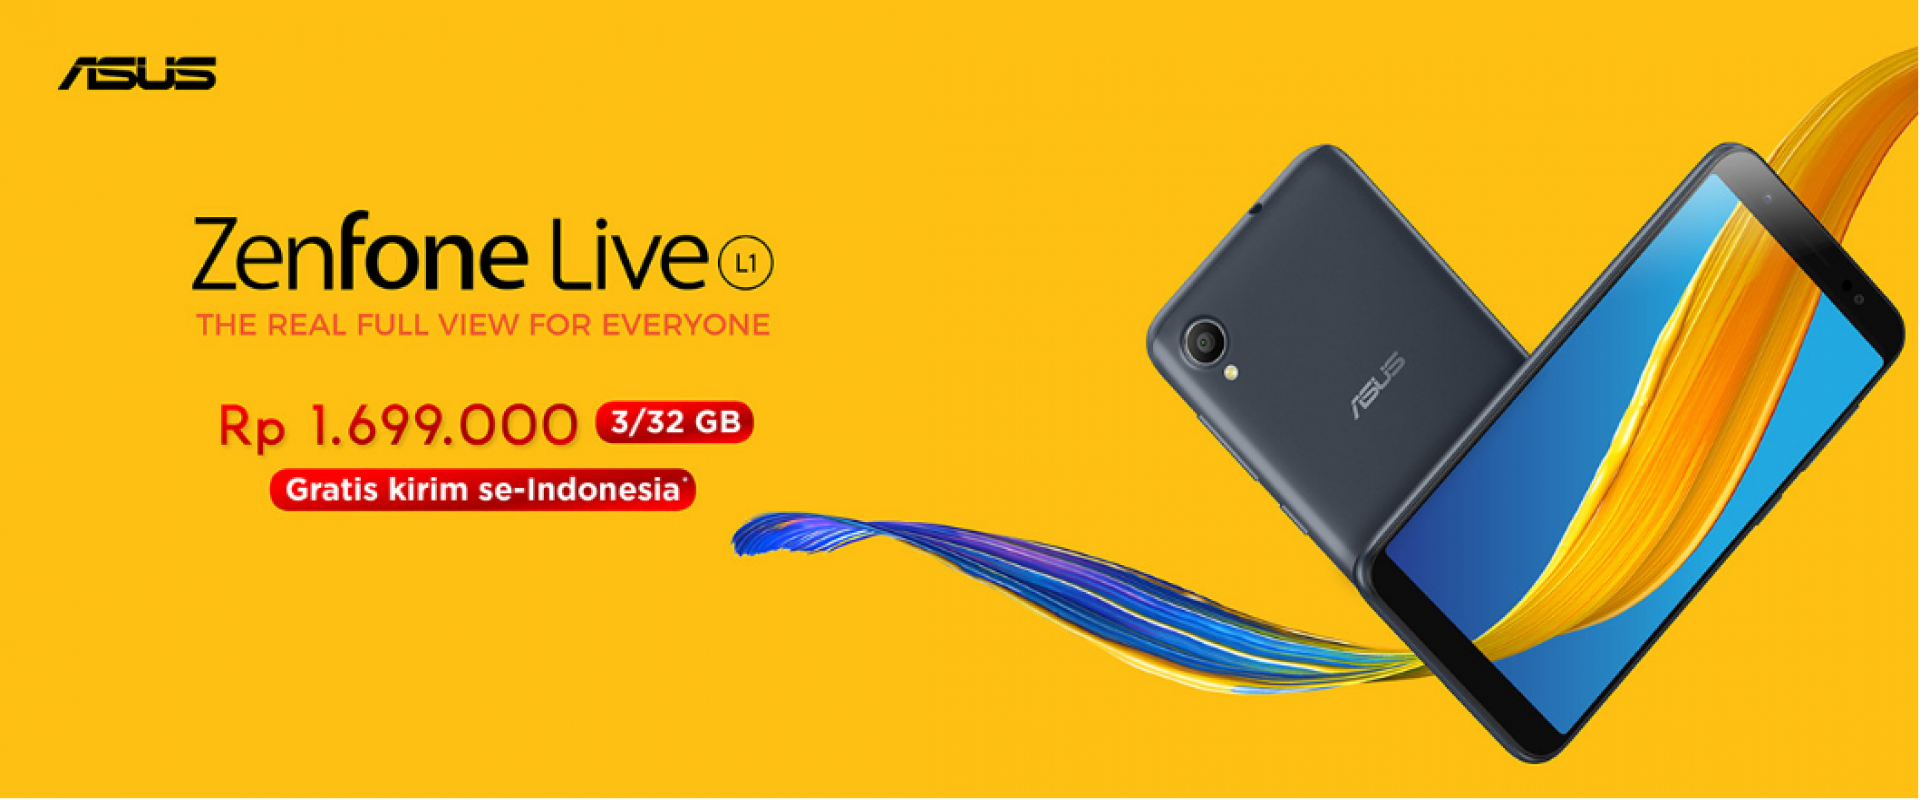 ASUS
Zenfone Live L1
THE REAL FULL VIEW FOR EVERYONE
Rp 1.699.000 3/32 GB
Gratis kirim se-Indonesia*
ASUS